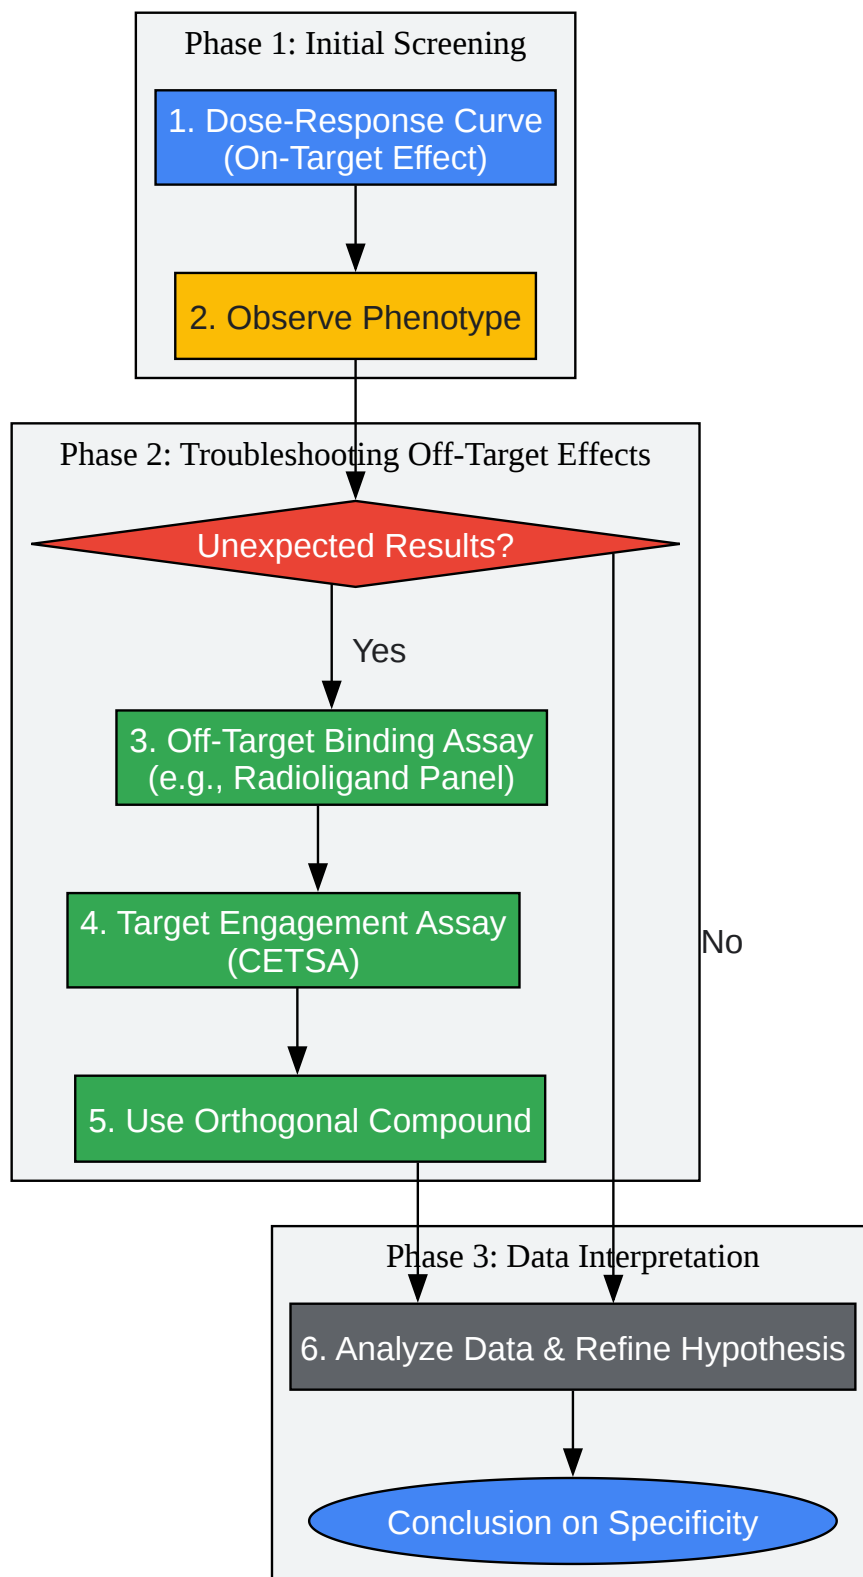 Phase 1: Initial Screening
1. Dose-Response Curve
(On-Target Effect)
2. Observe Phenotype
Phase 2: Troubleshooting Off-Target Effects
Unexpected Results?
Yes
3. Off-Target Binding Assay
(e.g., Radioligand Panel)
4. Target Engagement Assay
(CETSA)
No
5. Use Orthogonal Compound
Phase 3: Data Interpretation
6. Analyze Data & Refine Hypothesis
Conclusion on Specificity